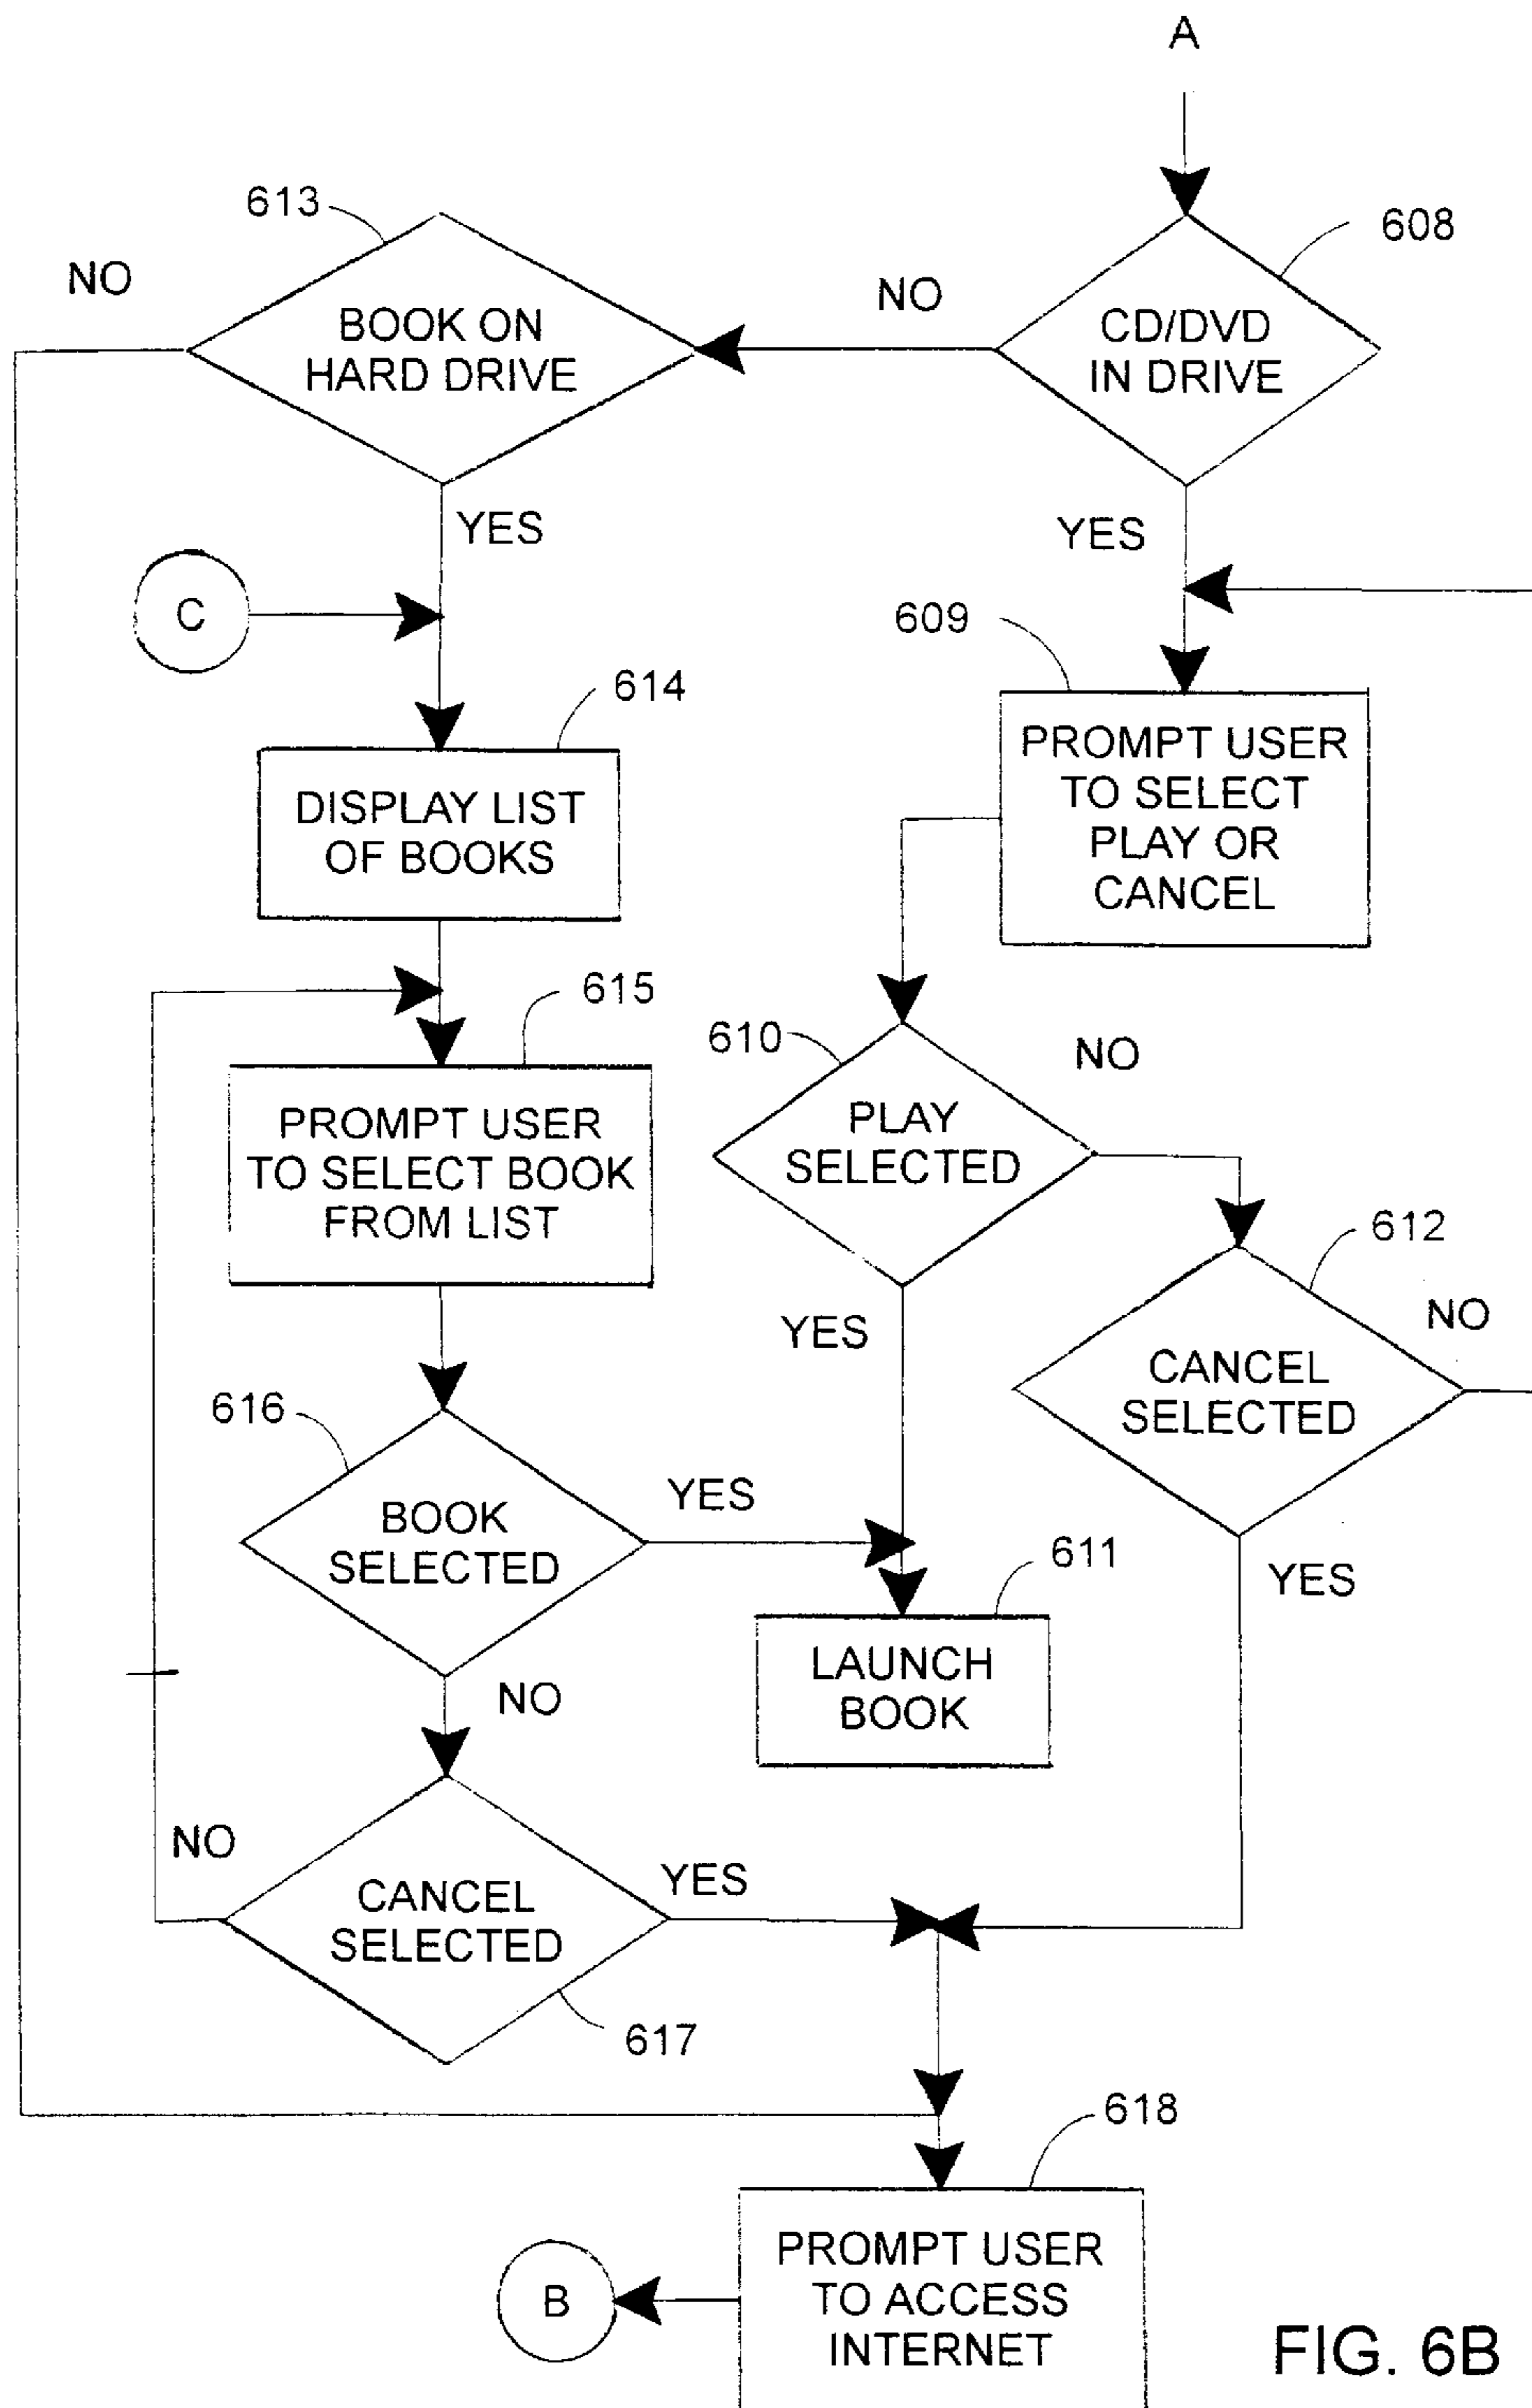 A
613
608
NO
NO
BOOK ON
HARD DRIVE
CD/DVD
IN DRIVE
YES
YES
C
609
614
PROMPT USER
TO SELECT
PLAY OR
CANCEL
DISPLAY LIST
OF BOOKS
615
610
NO
PROMPT USER
TO SELECT BOOK
FROM LIST
PLAY
SELECTED
612
YES
NO
CANCEL
SELECTED
616
YES
BOOK
SELECTED
611
YES
LAUNCH
BOOK
NO
NO
YES
CANCEL
SELECTED
617
618
PROMPT USER
TO ACCESS
INTERNET
B
FIG. 6B